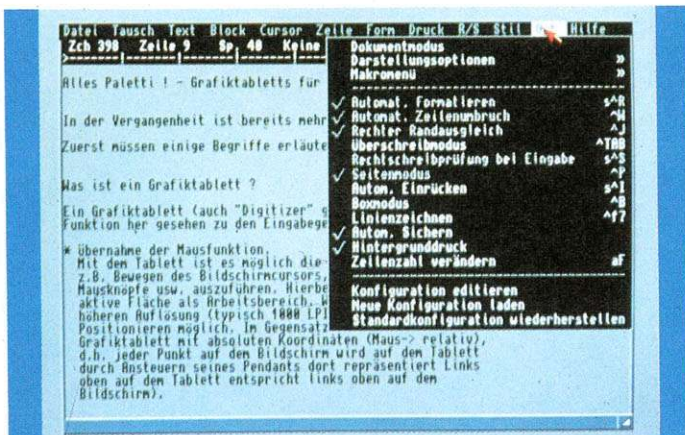 Datei Tausch Text Block Cursor Zeile Form Druck R/S Stil Hilfe
Zch 398 Zeile 9 Sp. 48 Keine
Alles Paletti ! - Grafiktabletts für
In der Vergangenheit ist bereits mehr
Zuerst müssen einige Begriffe erläute
Was ist ein Grafiktablett ?
Ein Grafiktablett (auch "Digitizer" g
Funktion her gesehen zu den Eingabege
* Übernahme der Mausfunktion.
Mit dem Tablett ist es möglich die
z.B. Bewegen des Bildschirmcursors,
Mausknöpfe usw. auszuführen. Hierbe
aktive Fläche als Arbeitsbereich. W
höheren Auflösung (typisch 1000 LPI
Positionieren möglich. Im Gegensatz
Grafiktablett mit absoluten Koordinaten (Maus-> relativ),
d.h. jeder Punkt auf dem Bildschirm wird auf dem Tablett
durch Ansteuern seines Pendants dort repräsentiert Links
oben auf dem Tablett entspricht links oben auf dem
Bildschirm).
Dokumentmodus
Darstellungsoptionen »
Makromenü »
✓ Automat. Formatieren s^R
✓ Automat. Zeilenumbruch ^W
✓ Rechter Randausgleich ^J
Überschreibmodus ^TAB
Rechtschreibprüfung bei Eingabe s^S
✓ Seitenmodus ^P
Autom. Einrücken s^I
Boxmodus ^B
Linienzeichnen ^f7
✓ Autom. Sichern
✓ Hintergrunddruck
Zeilenzahl verändern aF
Konfiguration editieren
Neue Konfiguration laden
Standardkonfiguration wiederherstellen